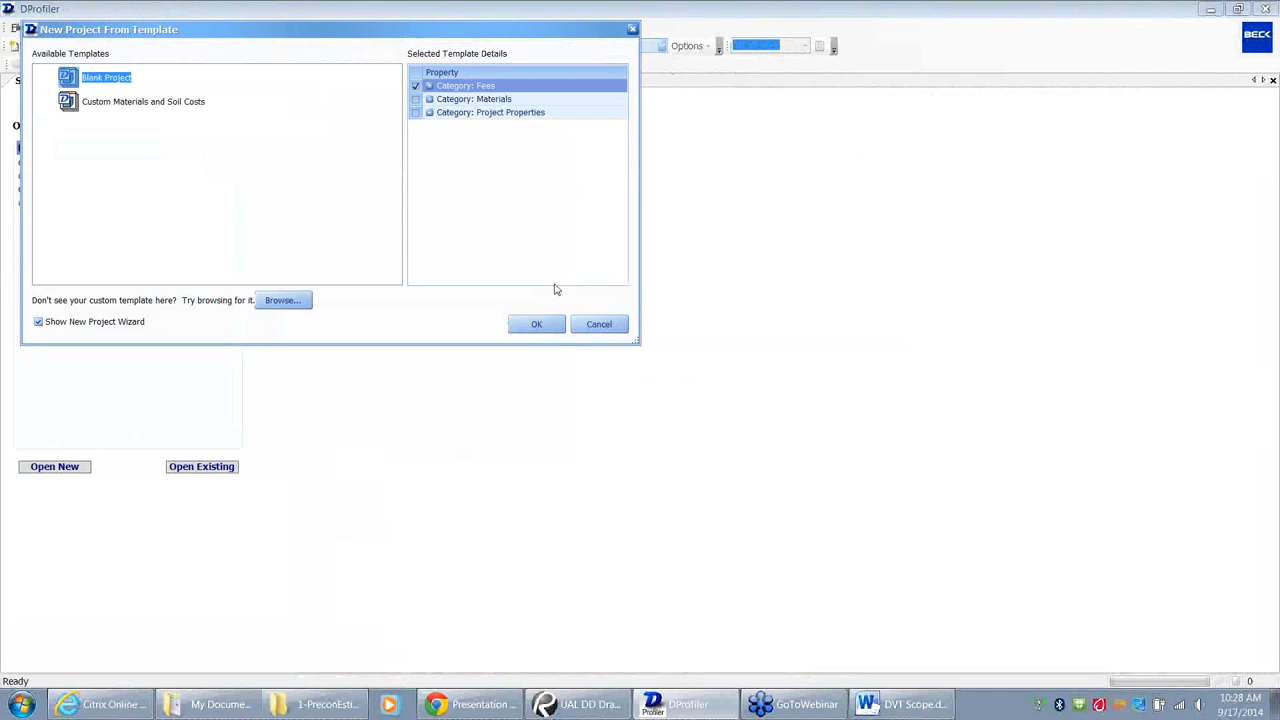 DProfiler
New Project From Template
BECK
Options
Available Templates
Selected Template Details
Blank Project
Custom Materials and Soil Costs
Property
Category: Fees
Category: Materials
Category: Project Properties
Don't see your custom template here? Try browsing for it.
Browse...
Show New Project Wizard
OK
Cancel
Open New
Open Existing
Ready
0
Citrix Online ...
My Docume...
1-PreconEsti...
Presentation ...
UAL DD Dra...
Profiler
DProfiler
GoToWebinar
DVT Scope.d...
10:28 AM
9/17/2014